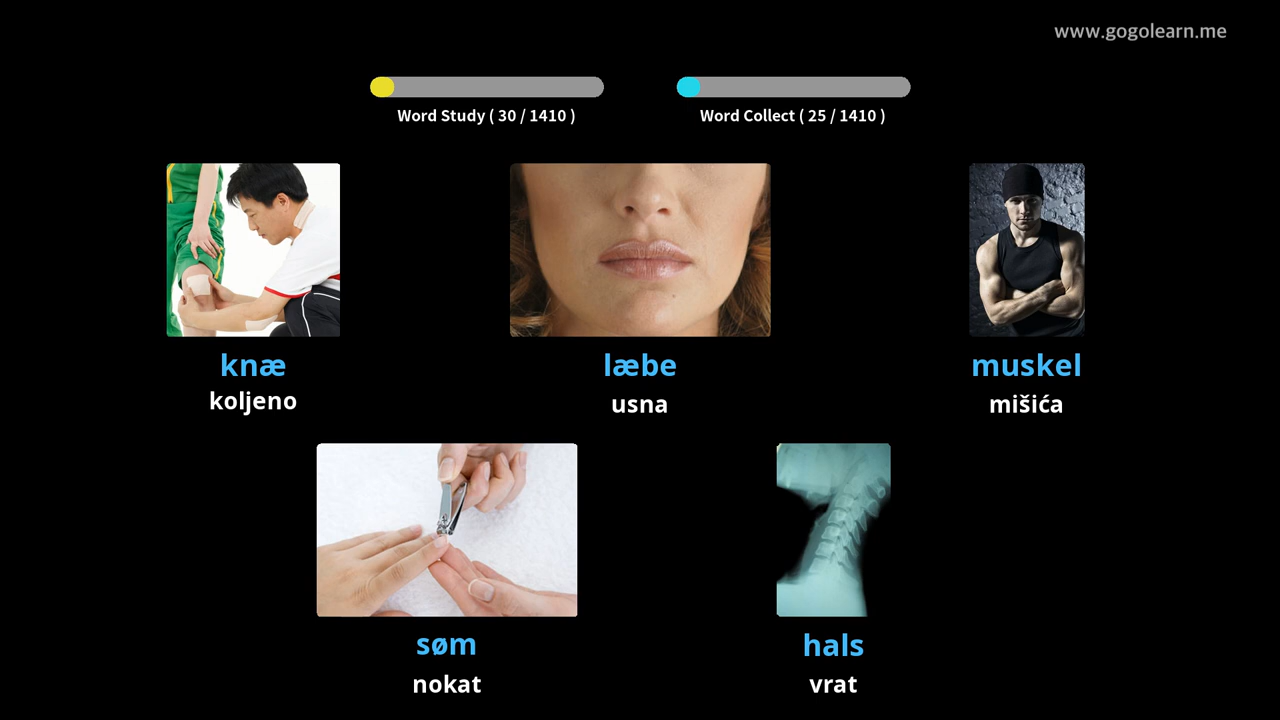 www.gogolearn.me
Word Study ( 30 / 1410 )
Word Collect ( 25 / 1410 )
knæ
koljeno
læbe
usna
muskel
mišića
søm
nokat
hals
vrat